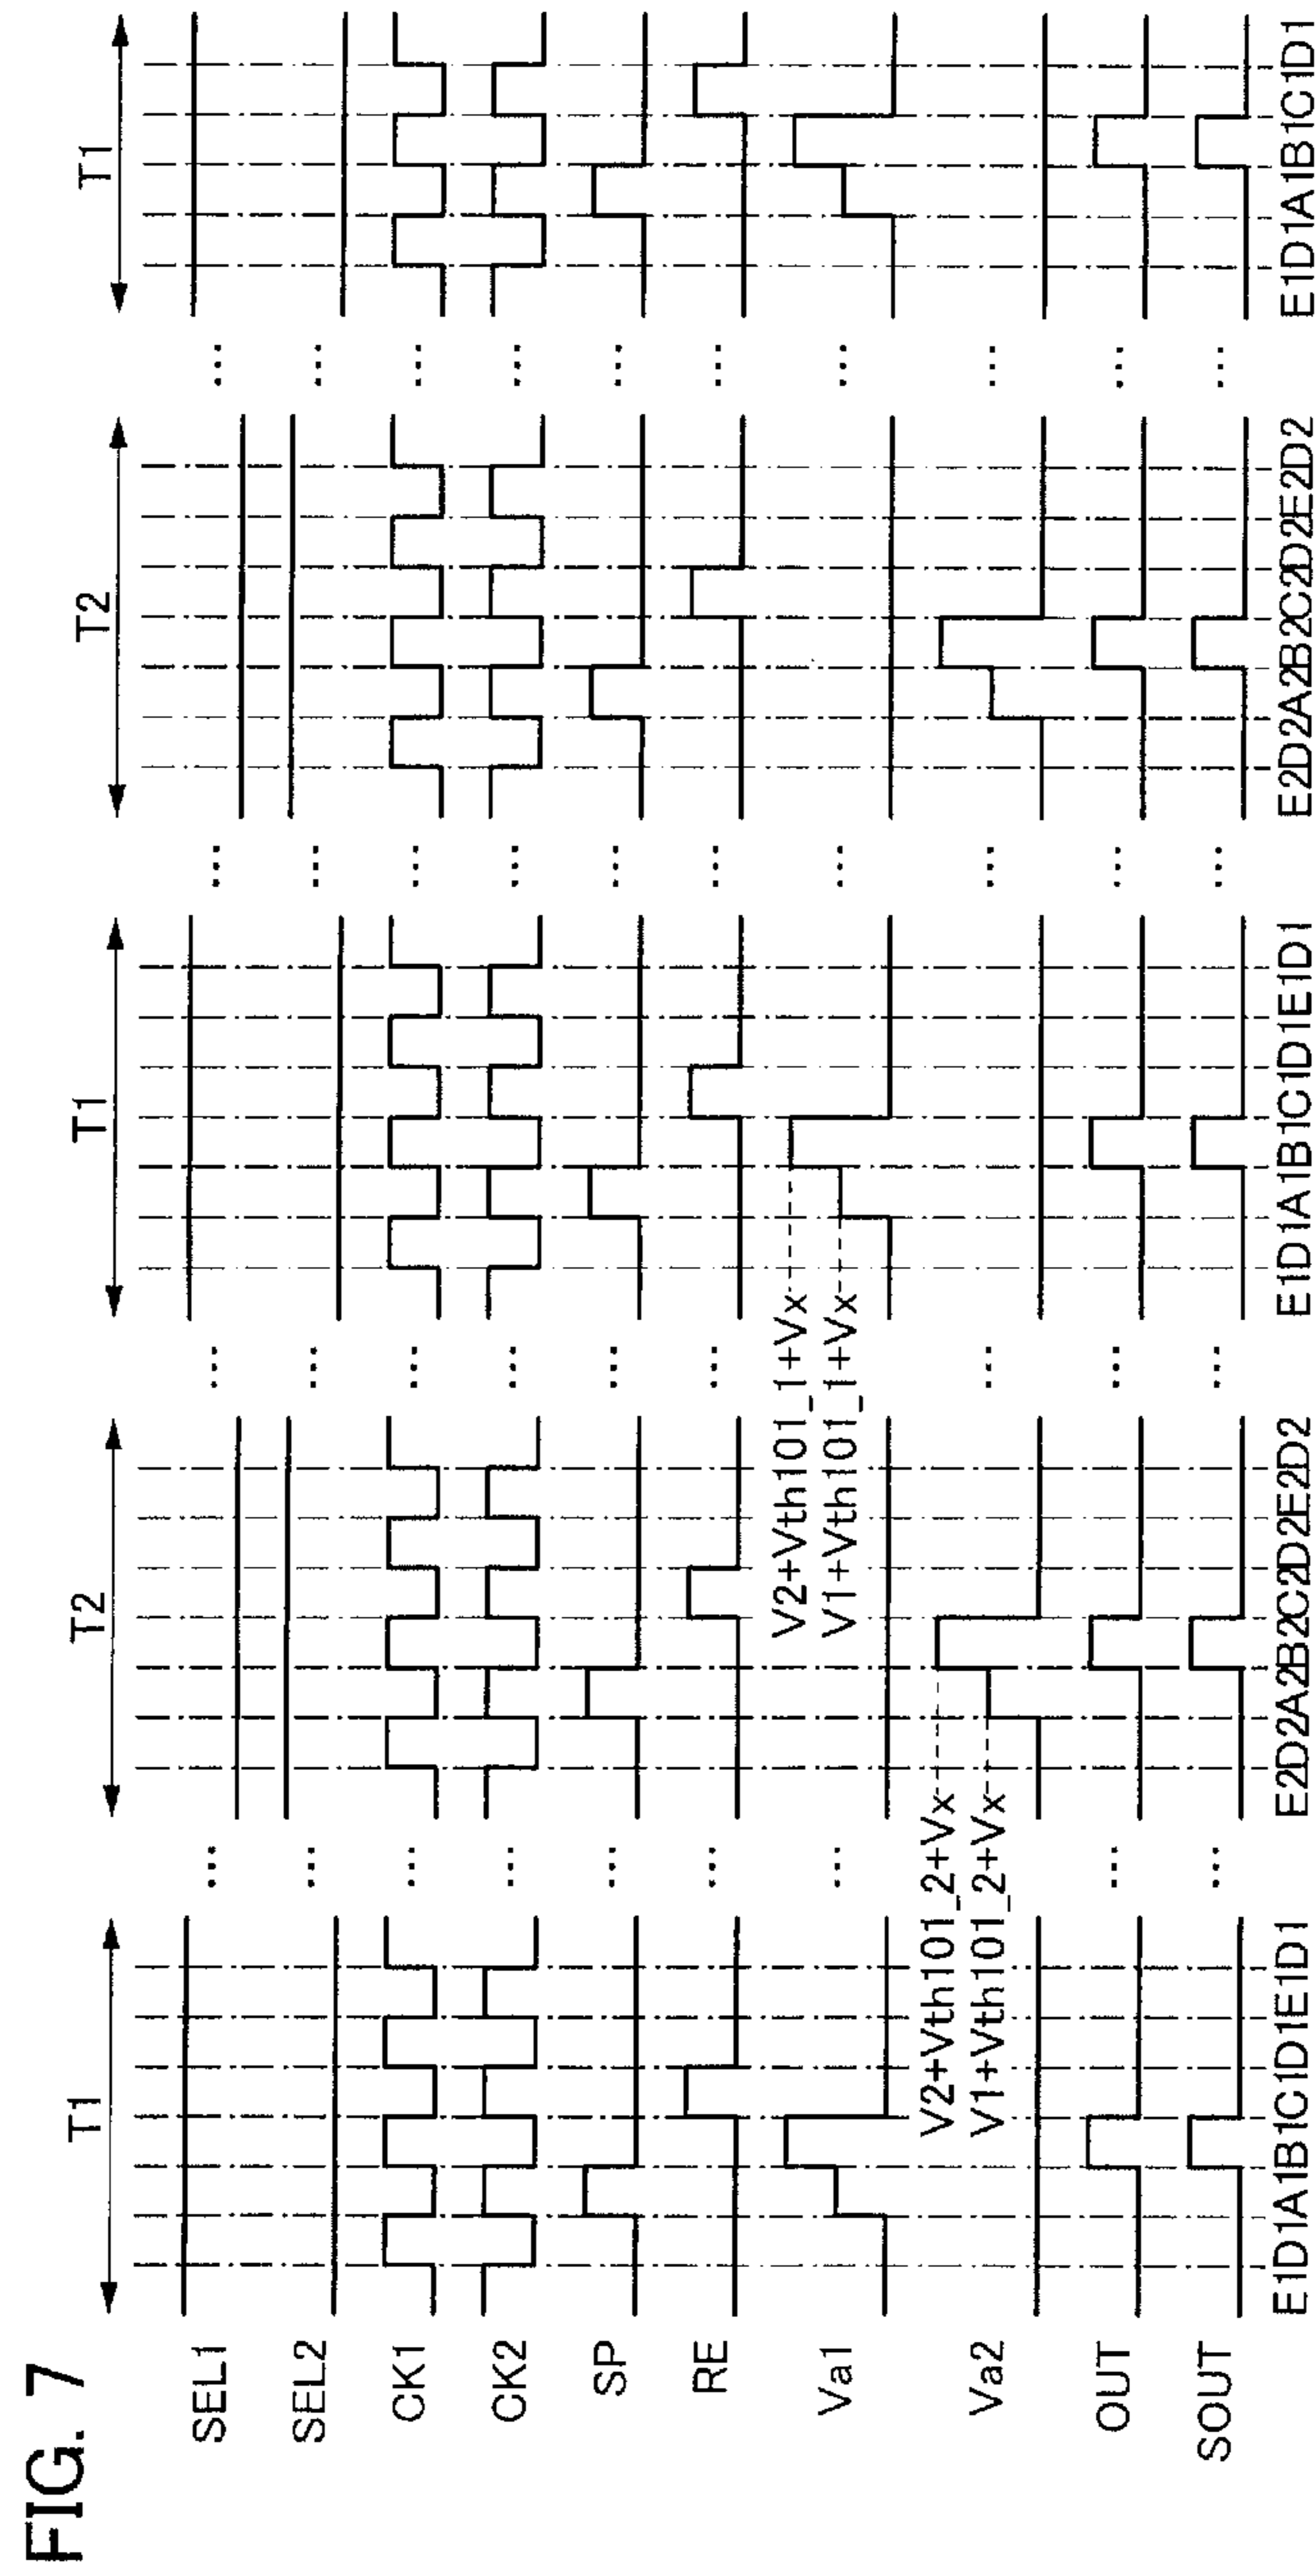 FIG. 7
T1 T2 T1 T2 T1
SEL1 ... ... ... ...
SEL2 ... ... ... ...
CK1 ... ... ... ...
CK2 ... ... ... ...
SP ... ... ... ...
RE ... ... ... ...
V2+Vth101_1+Vx
V1+Vth101_1+Vx
Va1 ... ... ...
V2+Vth101_2+Vx
V1+Vth101_2+Vx
Va2 ... ... ...
OUT ... ... ... ...
SOUT ... ... ... ...
E1D1A1B1C1D1E1D1 E2D2A2B2C2D2E2D2 E1D1A1B1C1D1E1D1 E2D2A2B2C2D2E2D2 E1D1A1B1C1D1